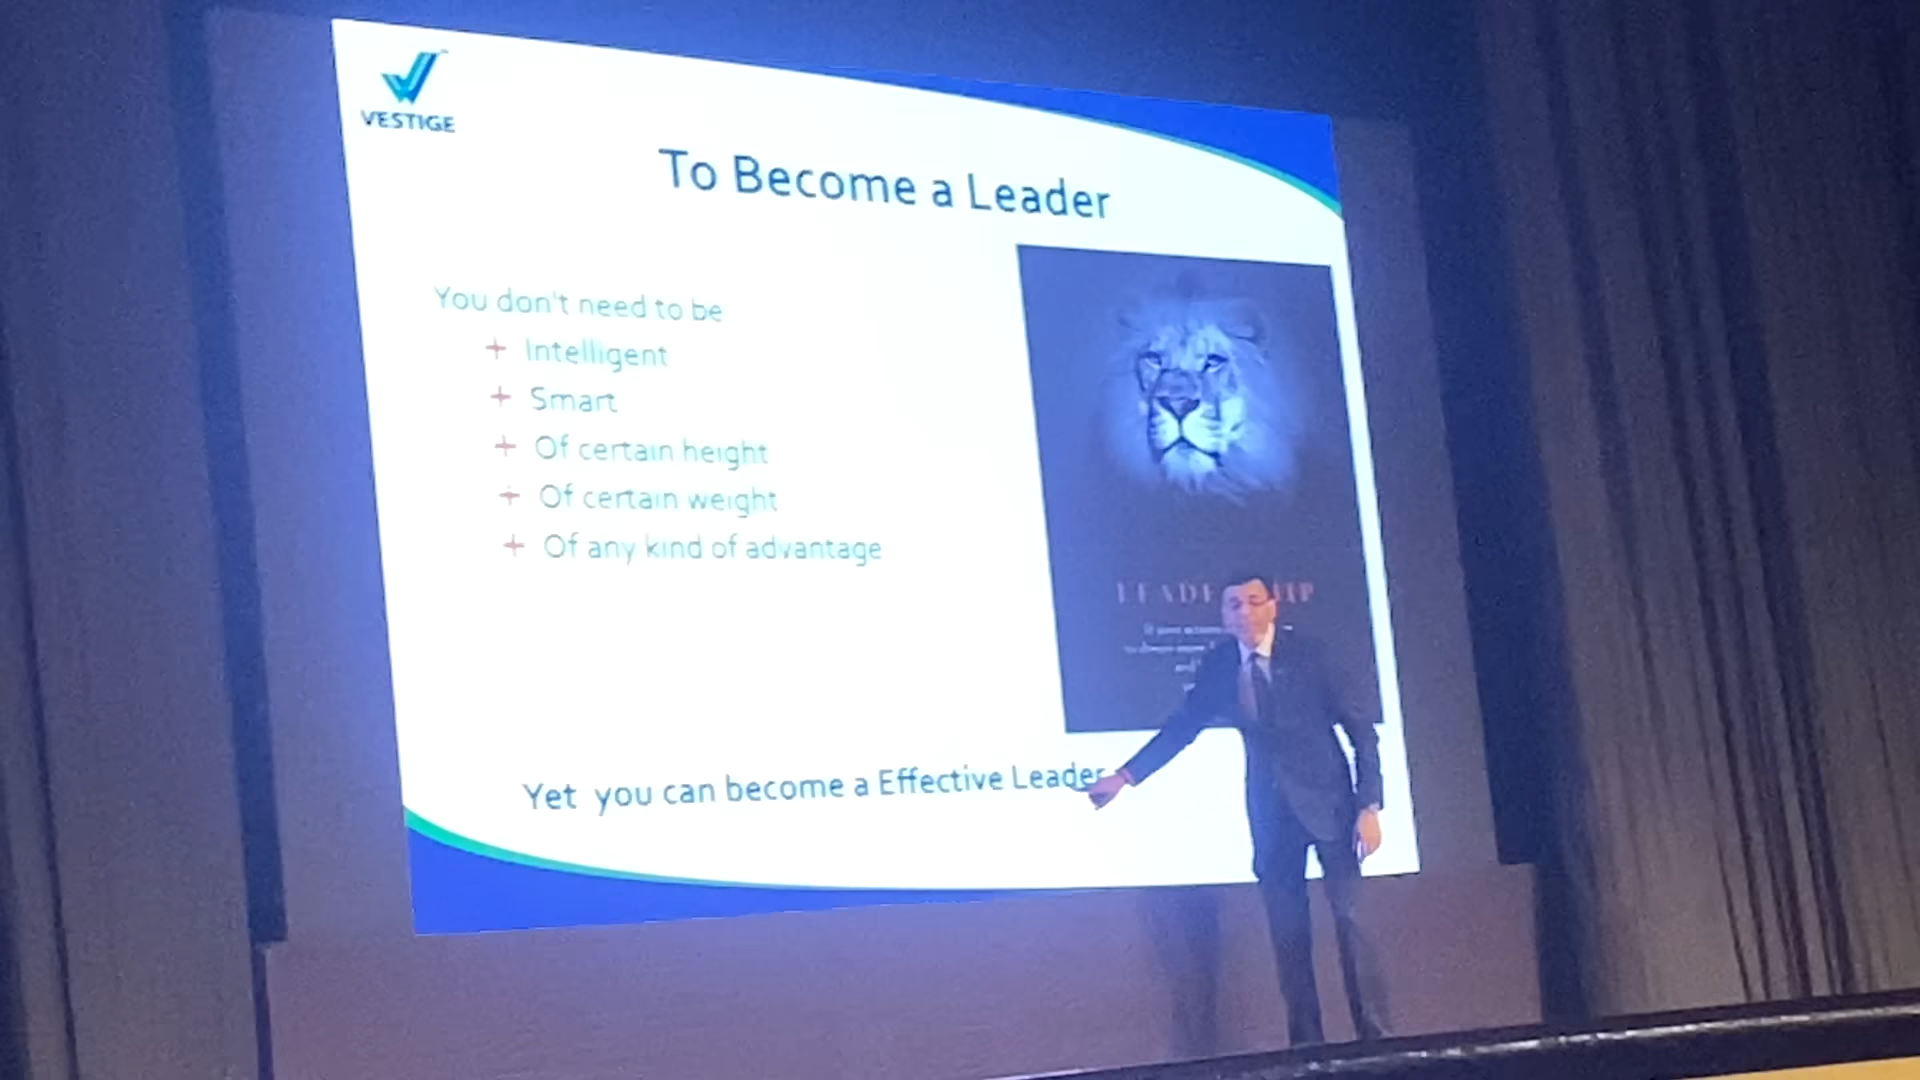 VESTIGE
To Become a Leader
You don't need to be
+ Intelligent
+ Smart
+ Of certain height
+ Of certain weight
+ Of any kind of advantage
Yet you can become a Effective Leader